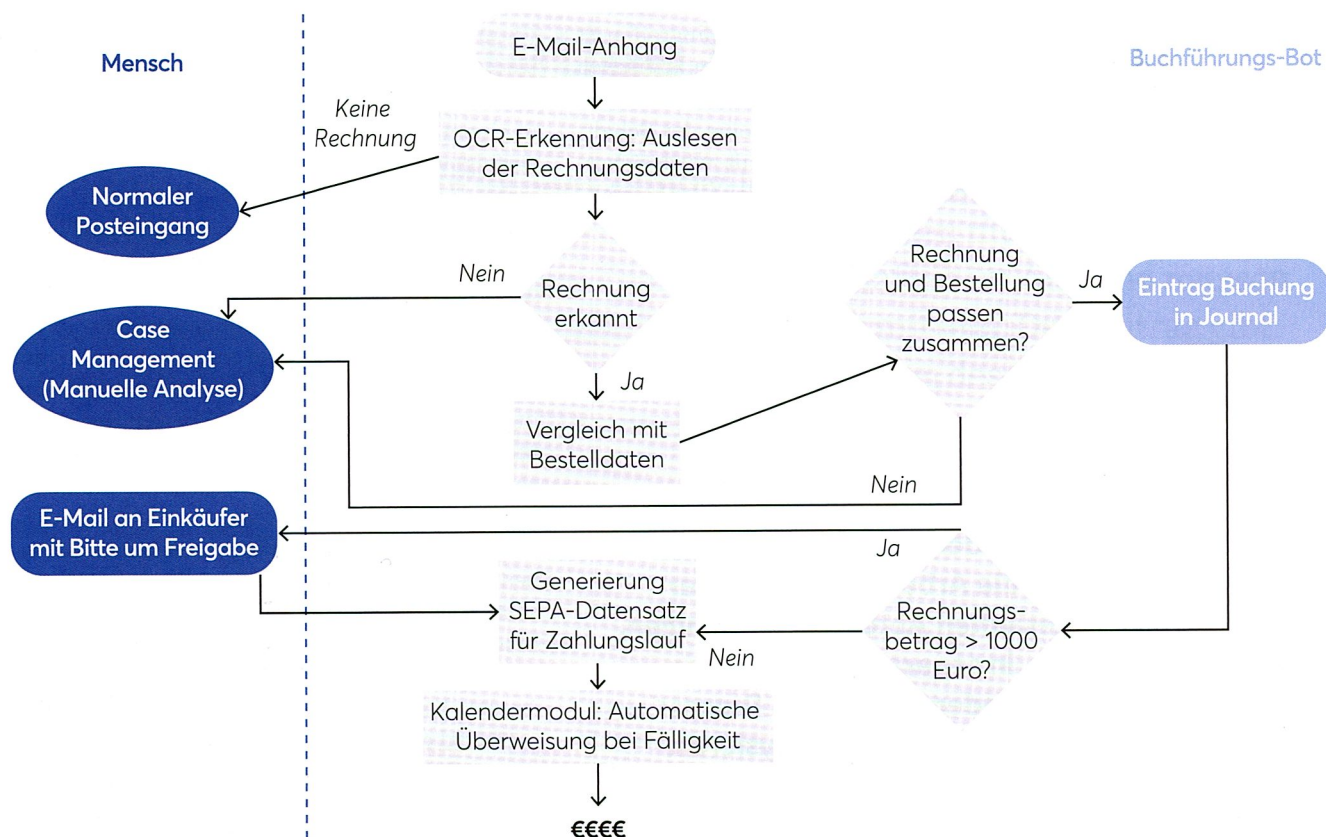 Mensch
E-Mail-Anhang
Buchführungs-Bot
Keine
Rechnung
OCR-Erkennung: Auslesen
der Rechnungsdaten
Normaler
Posteingang
Nein
Rechnung
erkannt
Rechnung
und Bestellung
passen
zusammen?
Ja
Eintrag Buchung
in Journal
Case
Management
(Manuelle Analyse)
Ja
Vergleich mit
Bestelldaten
Nein
E-Mail an Einkäufer
mit Bitte um Freigabe
Ja
Generierung
SEPA-Datensatz
für Zahlungslauf
Nein
Rechnungs-
betrag > 1000
Euro?
Kalendermodul: Automatische
Überweisung bei Fälligkeit
€€€€